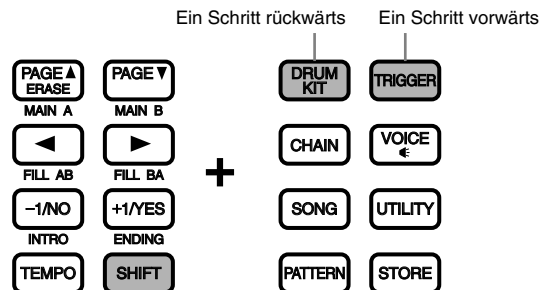 Ein Schritt rückwärts Ein Schritt vorwärts
PAGE▲ PAGE▼ DRUM TRIGGER
ERASE KIT
MAIN A MAIN B
◀ ▶ CHAIN VOICE
FILL AB FILL BA
+
-1/NO +1/YES SONG UTILITY
INTRO ENDING
TEMPO SHIFT PATTERN STORE